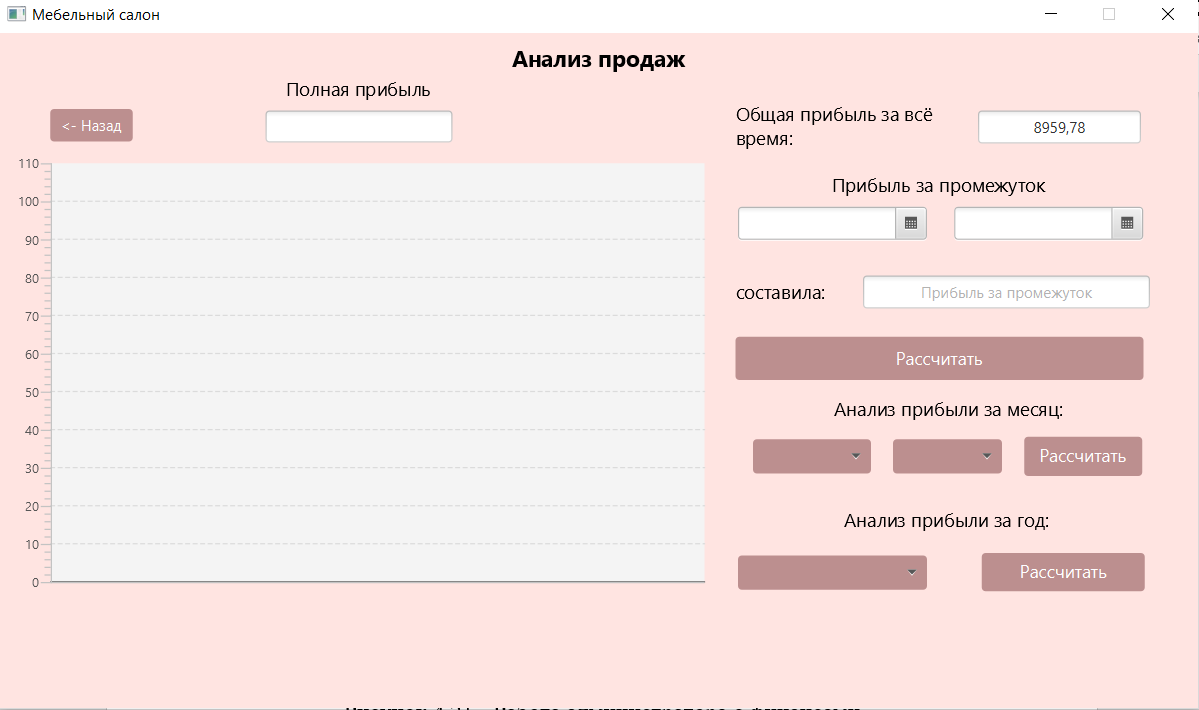 Мебельный салон
Анализ продаж
Полная прибыль
<- Назад
Общая прибыль за всё
время:
8959,78
Прибыль за промежуток
составила:
Прибыль за промежуток
Рассчитать
Анализ прибыли за месяц:
Рассчитать
Анализ прибыли за год:
Рассчитать
110
100
90
80
70
60
50
40
30
20
10
0